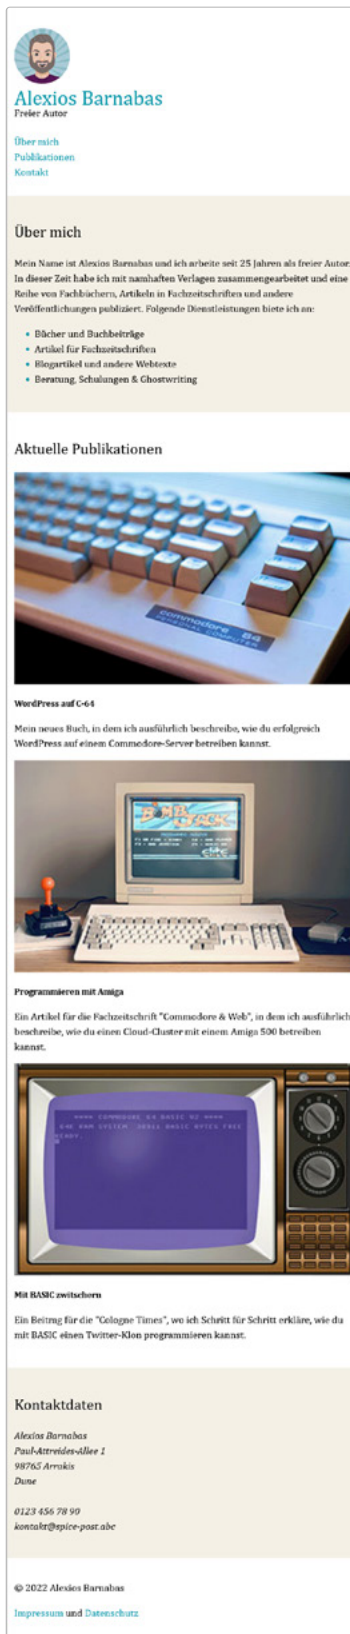 Alexios Barnabas
Freier Autor
Über mich
Publikationen
Kontakt
Über mich
Mein Name ist Alexios Barnabas und ich arbeite seit 25 Jahren als freier Autor.
In dieser Zeit habe ich mit namhaften Verlagen zusammengearbeitet und eine
Reihe von Fachbüchern, Artikeln in Fachzeitschriften und andere
Veröffentlichungen publiziert. Folgende Dienstleistungen biete ich an:
Bücher und Buchbeiträge
Artikel für Fachzeitschriften
Blogartikel und andere Webtexte
Beratung, Schulungen & Ghostwriting
Aktuelle Publikationen
commodore 64
PERSONAL COMPUTER
WordPress auf C-64
Mein neues Buch, in dem ich ausführlich beschreibe, wie du erfolgreich
WordPress auf einem Commodore-Server betreiben kannst.
BOMB JACK
elite
Programmieren mit Amiga
Ein Artikel für die Fachzeitschrift "Commodore & Web", in dem ich ausführlich
beschreibe, wie du einen Cloud-Cluster mit einem Amiga 500 betreiben
kannst.
**** COMMODORE 64 BASIC V2 ****
64K RAM SYSTEM 38911 BASIC BYTES FREE
READY.
Mit BASIC zwitschern
Ein Beitrag für die "Cologne Times", wo ich Schritt für Schritt erkläre, wie du
mit BASIC einen Twitter-Klon programmieren kannst.
Kontaktdaten
Alexios Barnabas
Paul-Attreides-Allee 1
98765 Arrakis
Dune
0123 456 78 90
kontakt@spice-post.abc
© 2022 Alexios Barnabas
Impressum und Datenschutz